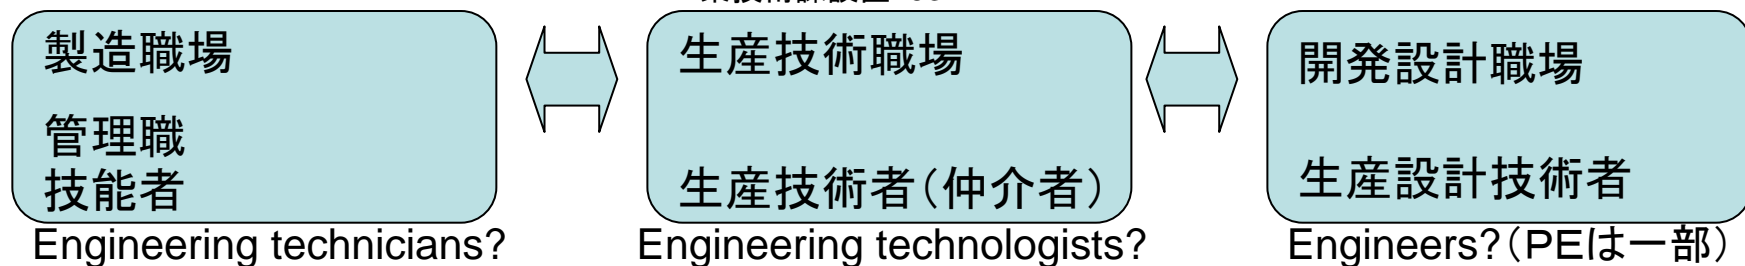 製造職場
管理職
技能者
Engineering technicians?
生産技術職場
生産技術者(仲介者)
Engineering technologists?
開発設計職場
生産設計技術者
Engineers?(PEは一部)